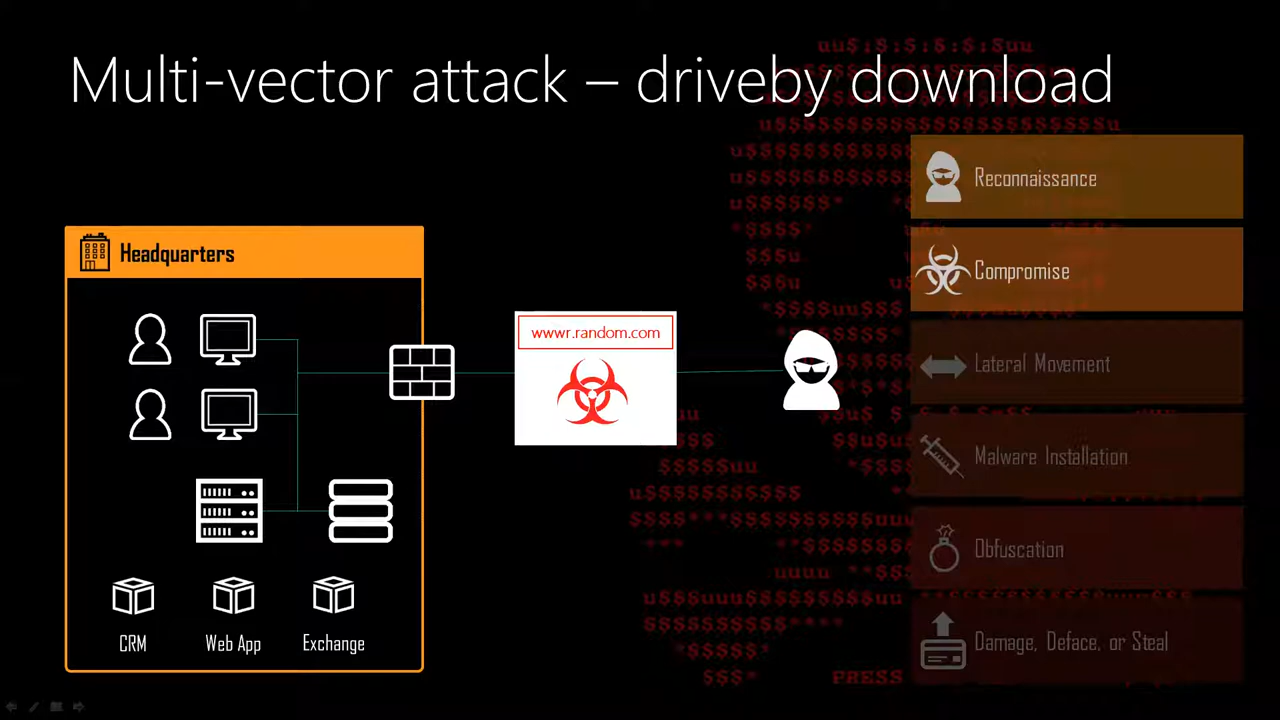 Multi-vector attack – driveby download
Headquarters
CRM
Web App
Exchange
wwwr.random.com
Reconnaissance
Compromise
Lateral Movement
Malware Installation
Obfuscation
Damage, Deface, or Steal
PRESS